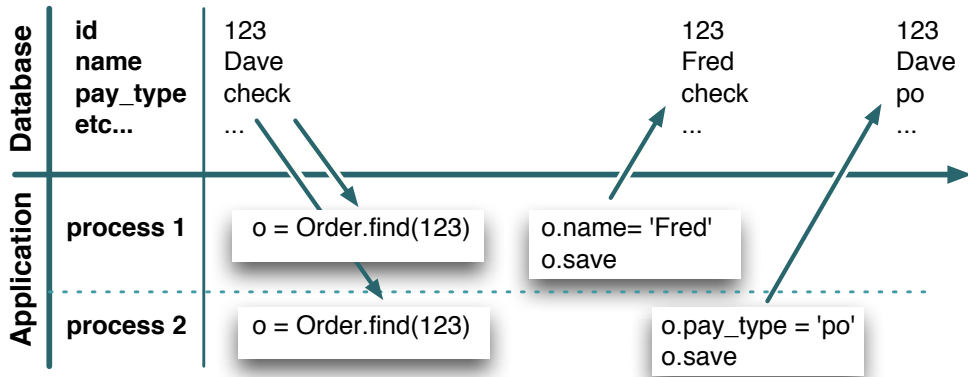 Database
id 123 123 123
name Dave Fred Dave
pay_type check check po
etc... ... ... ...
Application
process 1 o = Order.find(123) o.name= 'Fred'
o.save
process 2 o = Order.find(123) o.pay_type = 'po'
o.save